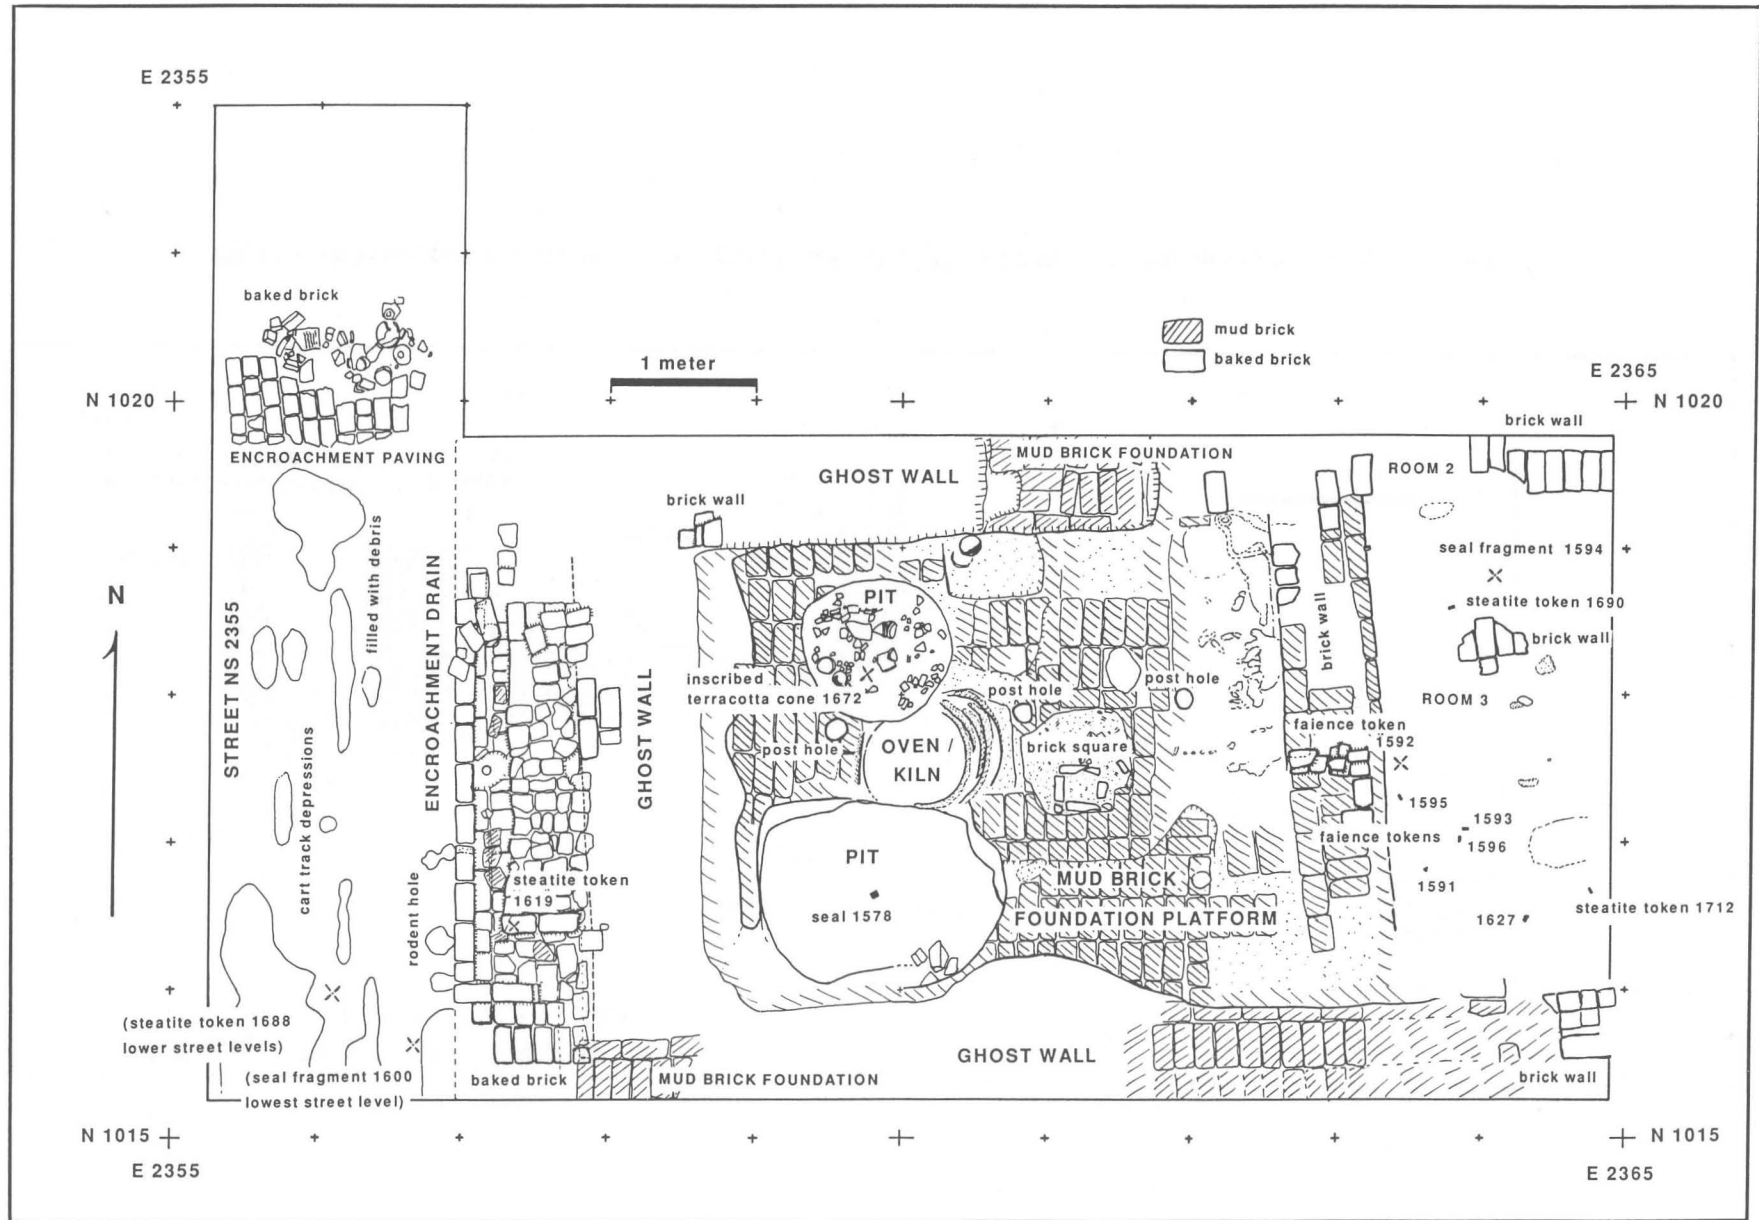 E 2355
baked brick
mud brick
baked brick
1 meter
E 2365
N 1020
N 1020
brick wall
ENCROACHMENT PAVING
GHOST WALL
MUD BRICK FOUNDATION
ROOM 2
brick wall
filled with debris
seal fragment 1594
N
ENCROACHMENT DRAIN
PIT
steatite token 1690
brick wall
brick wall
STREET NS 2355
inscribed
terracotta cone 1672
post hole
post hole
ROOM 3
GHOST WALL
faience token
1592
post hole
OVEN /
KILN
brick square
cart track depressions
1595
1593
faience tokens
1596
PIT
rodent hole
steatite token
1619
MUD BRICK
1591
seal 1578
FOUNDATION PLATFORM
1627
steatite token 1712
(steatite token 1688
lower street levels)
GHOST WALL
(seal fragment 1600
lowest street level)
baked brick
MUD BRICK FOUNDATION
brick wall
N 1015
N 1015
E 2355
E 2365